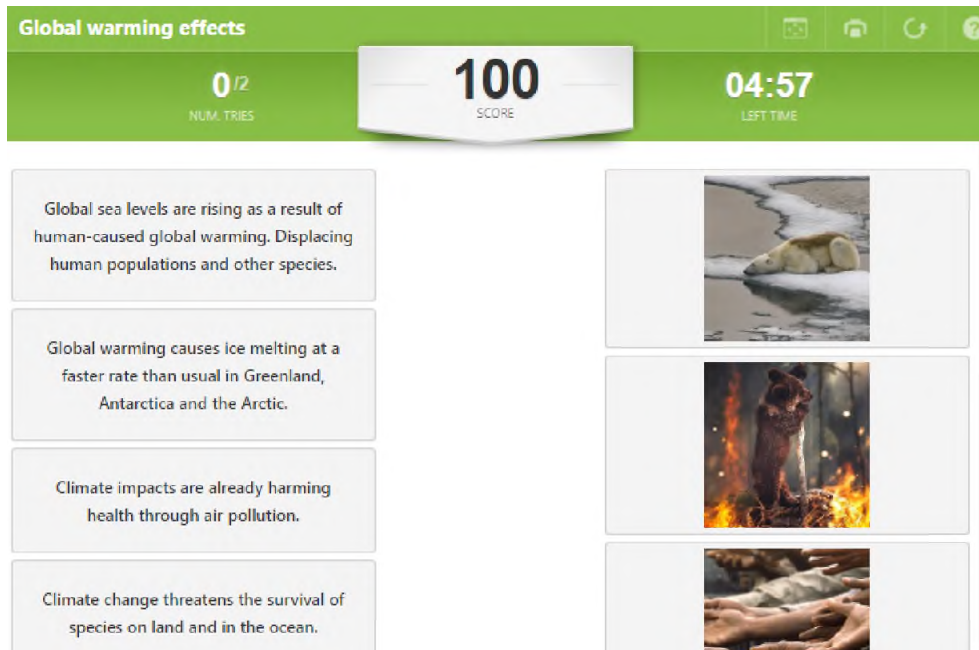 Global warming effects
0/2
NUM. TRIES
100
SCORE
04:57
LEFT TIME
Global sea levels are rising as a result of
human-caused global warming. Displacing
human populations and other species.
Global warming causes ice melting at a
faster rate than usual in Greenland,
Antarctica and the Arctic.
Climate impacts are already harming
health through air pollution.
Climate change threatens the survival of
species on land and in the ocean.